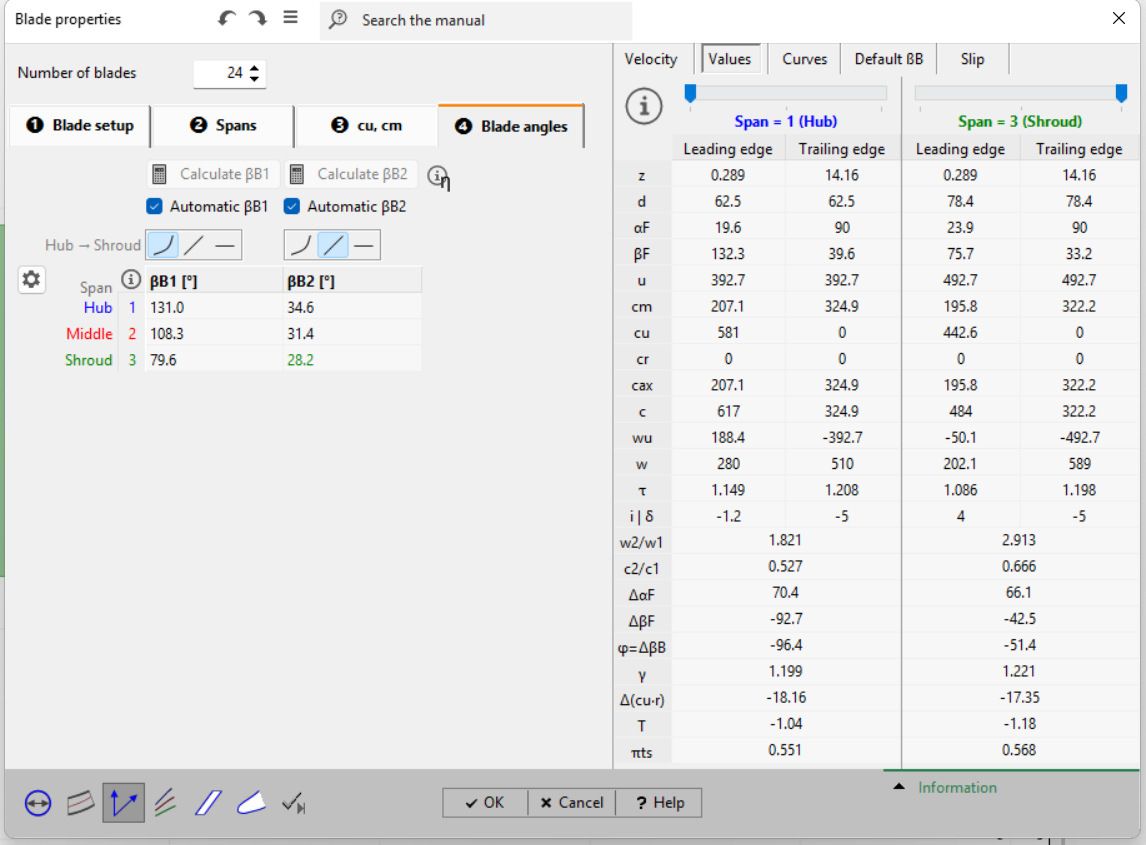 Blade properties
Search the manual
Number of blades 24
1 Blade setup 2 Spans 3 cu, cm 4 Blade angles
Calculate βB1 Calculate βB2
Automatic βB1 Automatic βB2
Hub → Shroud
Span βB1 [°] βB2 [°]
Hub 1 131.0 34.6
Middle 2 108.3 31.4
Shroud 3 79.6 28.2
Velocity Values Curves Default ßB Slip
Span = 1 (Hub) Span = 3 (Shroud)
Leading edge Trailing edge Leading edge Trailing edge
z 0.289 14.16 0.289 14.16
d 62.5 62.5 78.4 78.4
αF 19.6 90 23.9 90
βF 132.3 39.6 75.7 33.2
u 392.7 392.7 492.7 492.7
cm 207.1 324.9 195.8 322.2
cu 581 0 442.6 0
cr 0 0 0 0
cax 207.1 324.9 195.8 322.2
c 617 324.9 484 322.2
wu 188.4 -392.7 -50.1 -492.7
w 280 510 202.1 589
τ 1.149 1.208 1.086 1.198
i | δ -1.2 -5 4 -5
w2/w1 1.821 2.913
c2/c1 0.527 0.666
ΔαF 70.4 66.1
ΔβF -92.7 -42.5
φ=ΔβB -96.4 -51.4
γ 1.199 1.221
Δ(cu·r) -18.16 -17.35
T -1.04 -1.18
πts 0.551 0.568
Information
OK Cancel ? Help